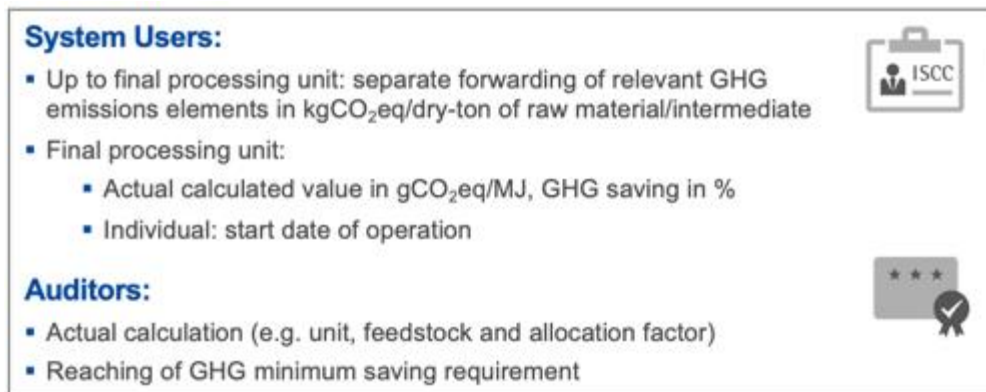 System Users:
▪ Up to final processing unit: separate forwarding of relevant GHG
emissions elements in kgCO₂eq/dry-ton of raw material/intermediate
▪ Final processing unit:
▪ Actual calculated value in gCO₂eq/MJ, GHG saving in %
▪ Individual: start date of operation
ISCC
Auditors:
▪ Actual calculation (e.g. unit, feedstock and allocation factor)
▪ Reaching of GHG minimum saving requirement